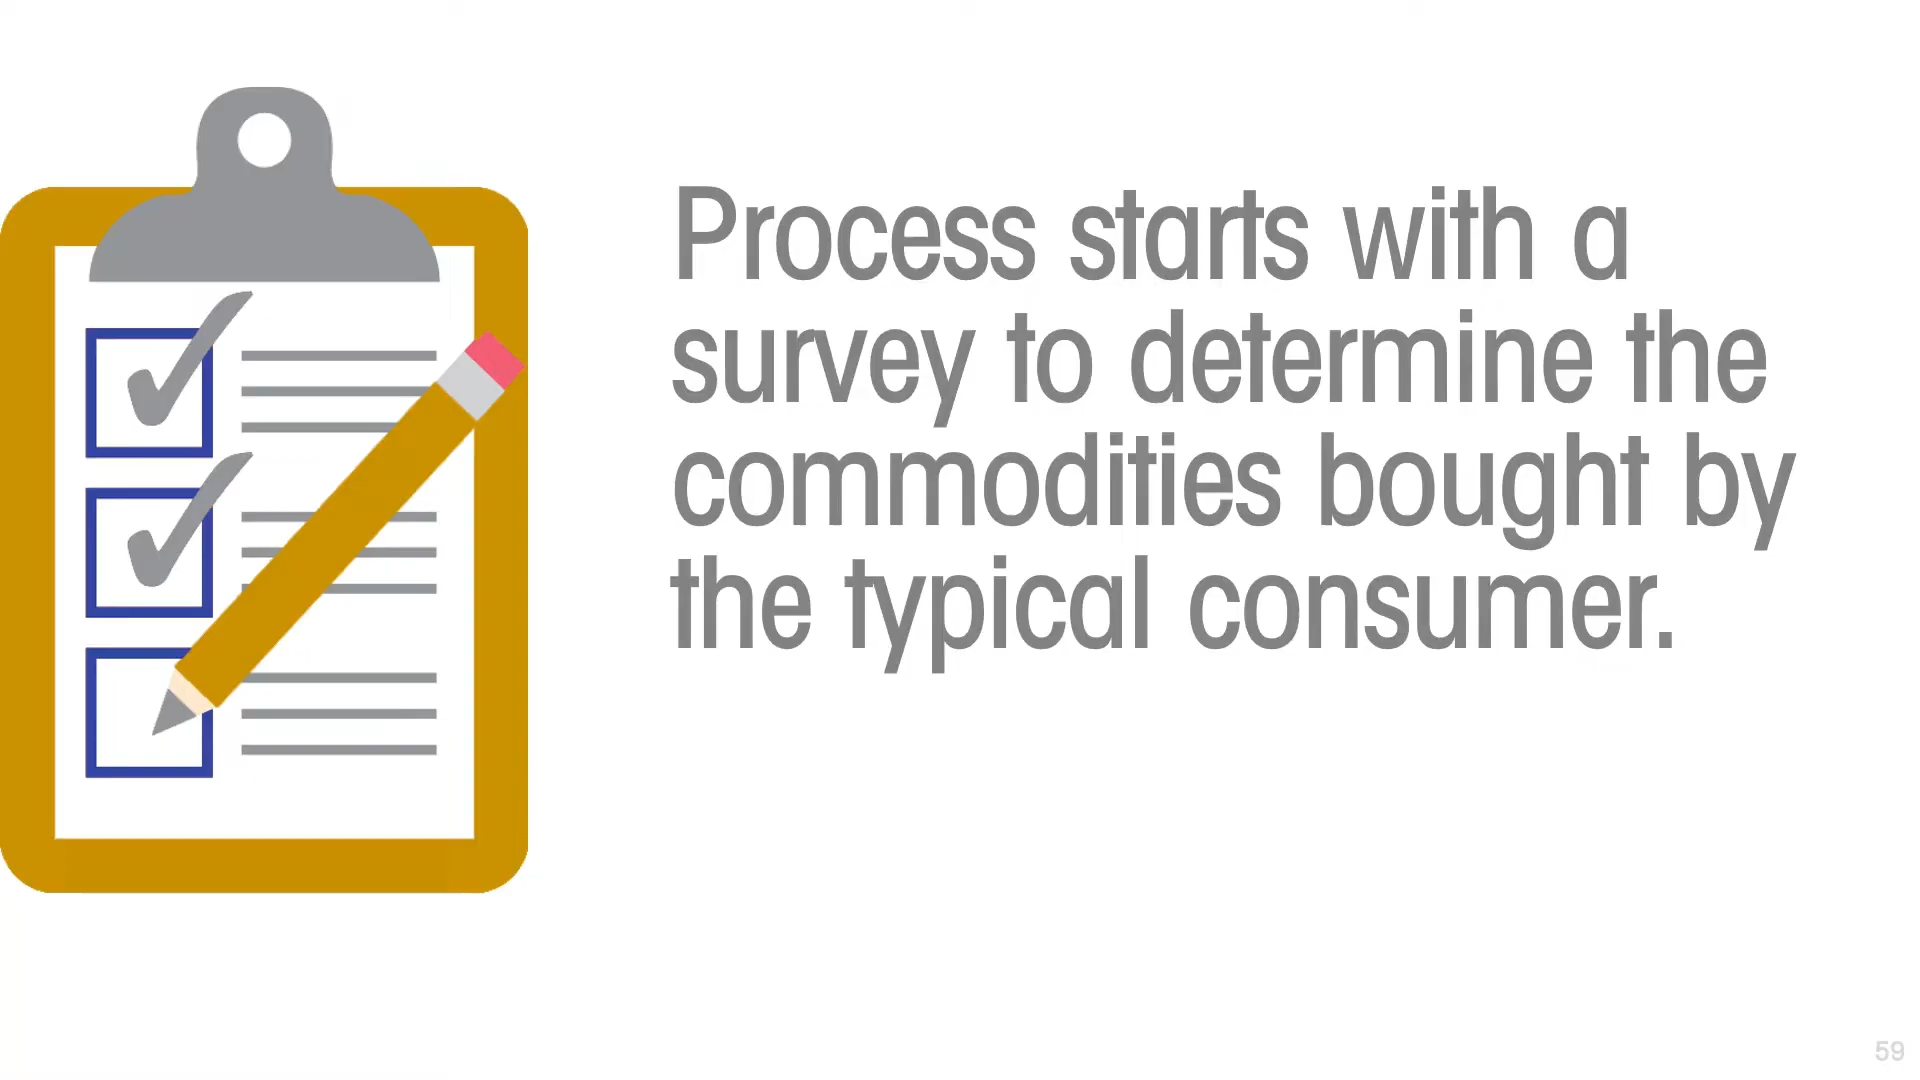 Process starts with a
survey to determine the
commodities bought by
the typical consumer.
59